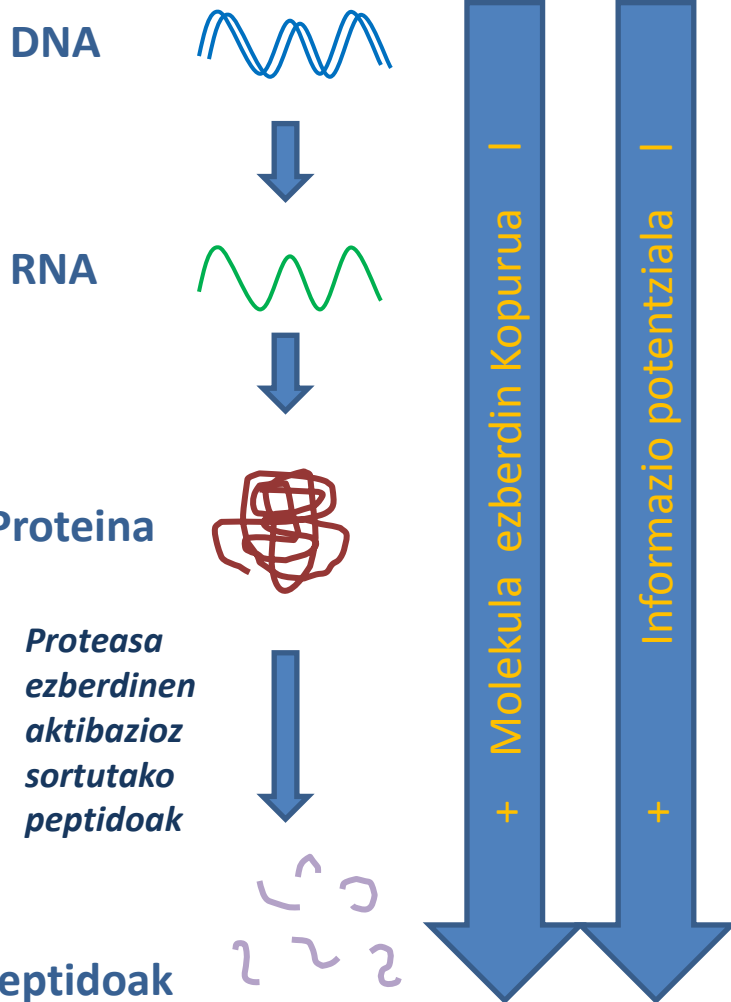 DNA
RNA
Proteina
Proteasa
ezberdinen
aktibazioz
sortutako
peptidoak
eptidoak
+ Molekula ezberdin Kopurua I
+ Informazio potentziala I